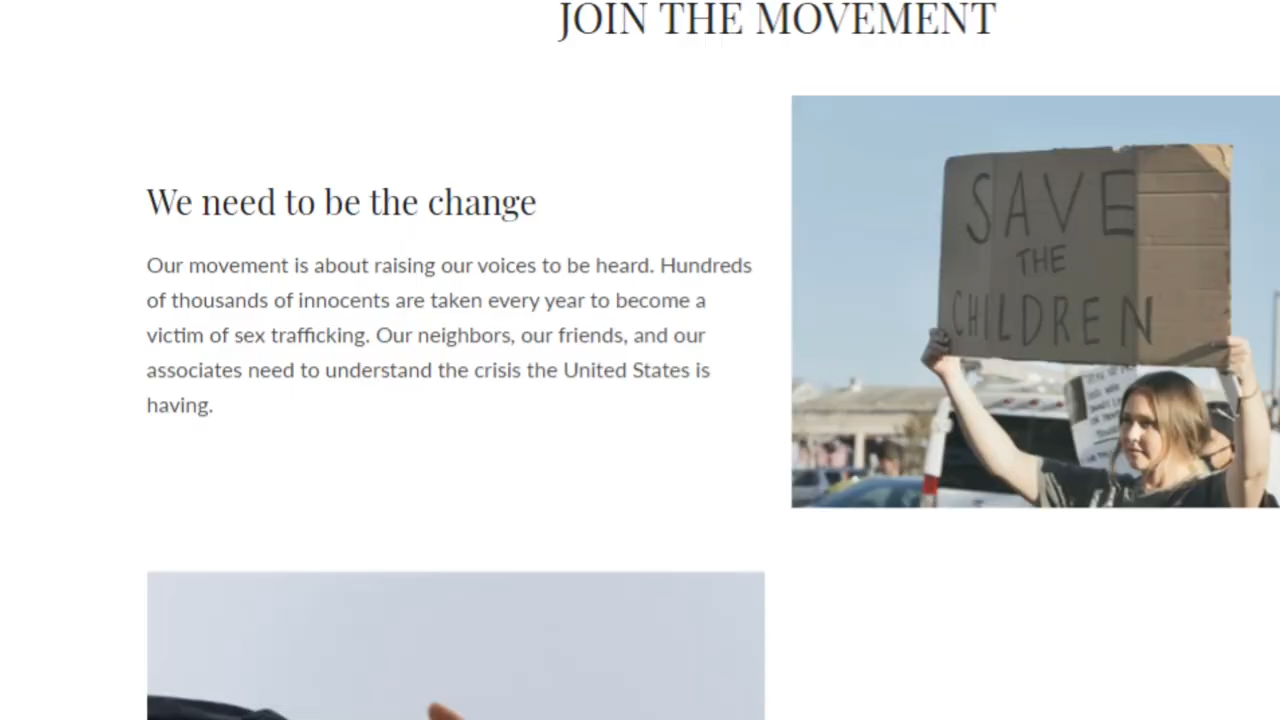 JOIN THE MOVEMENT
We need to be the change
Our movement is about raising our voices to be heard. Hundreds
of thousands of innocents are taken every year to become a
victim of sex trafficking. Our neighbors, our friends, and our
associates need to understand the crisis the United States is
having.
SAVE
THE
CHILDREN